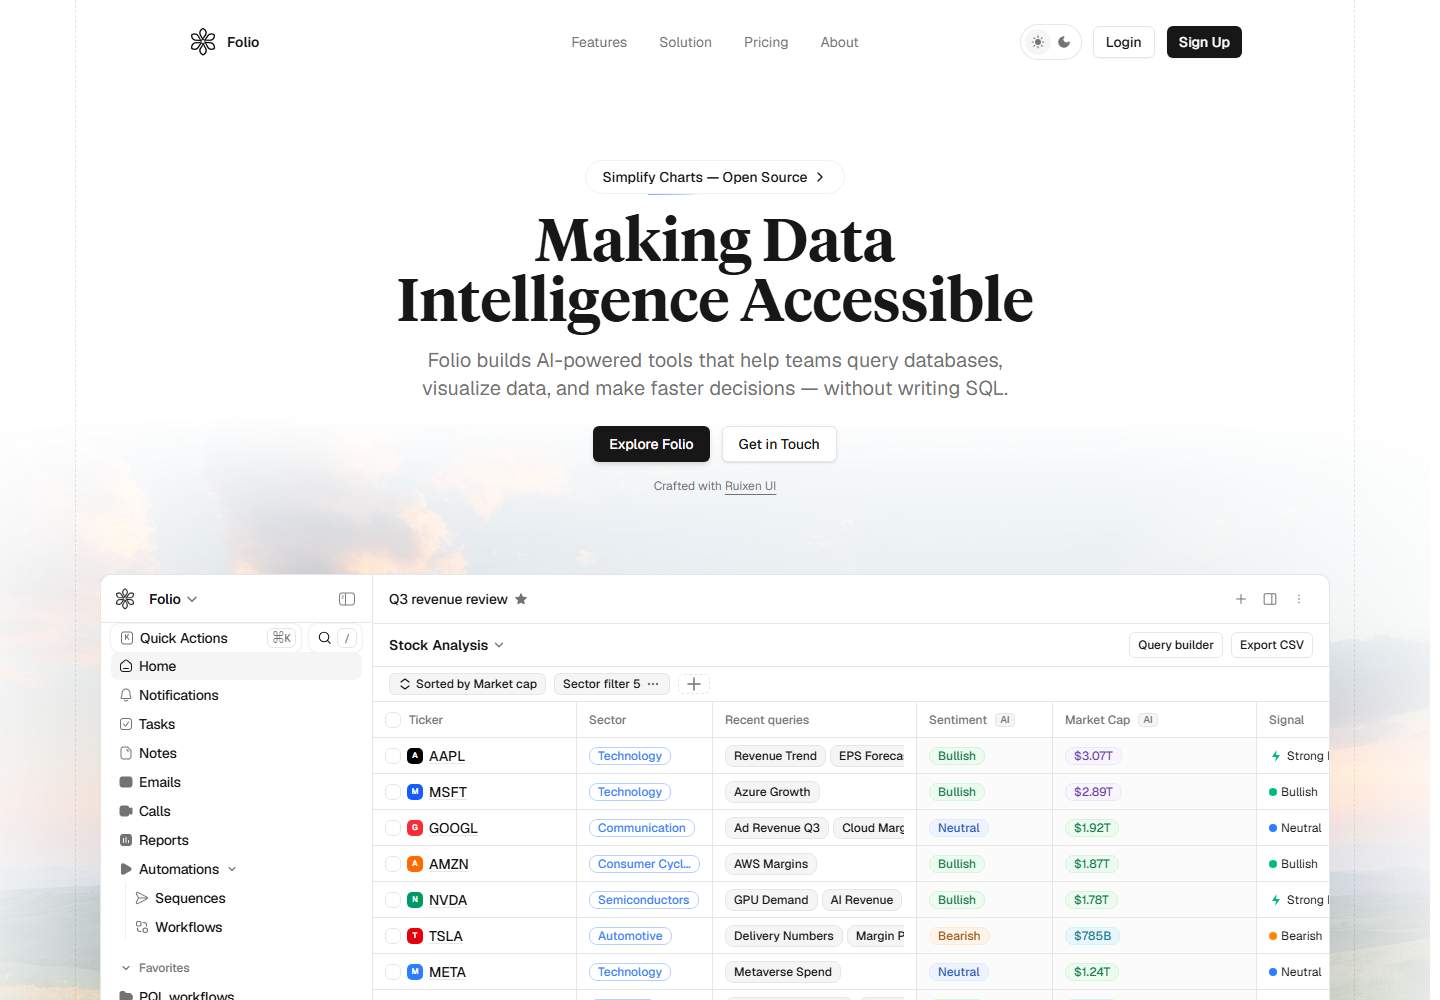 Folio
Features
Solution
Pricing
About
Login
Sign Up
Simplify Charts — Open Source
Making Data
Intelligence Accessible
Folio builds AI-powered tools that help teams query databases,
visualize data, and make faster decisions — without writing SQL.
Explore Folio
Get in Touch
Crafted with Ruixen UI
Folio
K Quick Actions ⌘K /
Home
Notifications
Tasks
Notes
Emails
Calls
Reports
Automations
Sequences
Workflows
Favorites
PQL workflows
Q3 revenue review
Stock Analysis
Query builder
Export CSV
Sorted by Market cap
Sector filter 5 ···
Ticker Sector Recent queries Sentiment AI Market Cap AI Signal
A AAPL Technology Revenue Trend EPS Foreca Bullish $3.07T Strong
M MSFT Technology Azure Growth Bullish $2.89T Bullish
G GOOGL Communication Ad Revenue Q3 Cloud Marg Neutral $1.92T Neutral
A AMZN Consumer Cycl... AWS Margins Bullish $1.87T Bullish
N NVDA Semiconductors GPU Demand AI Revenue Bullish $1.78T Strong
T TSLA Automotive Delivery Numbers Margin P Bearish $785B Bearish
M META Technology Metaverse Spend Neutral $1.24T Neutral